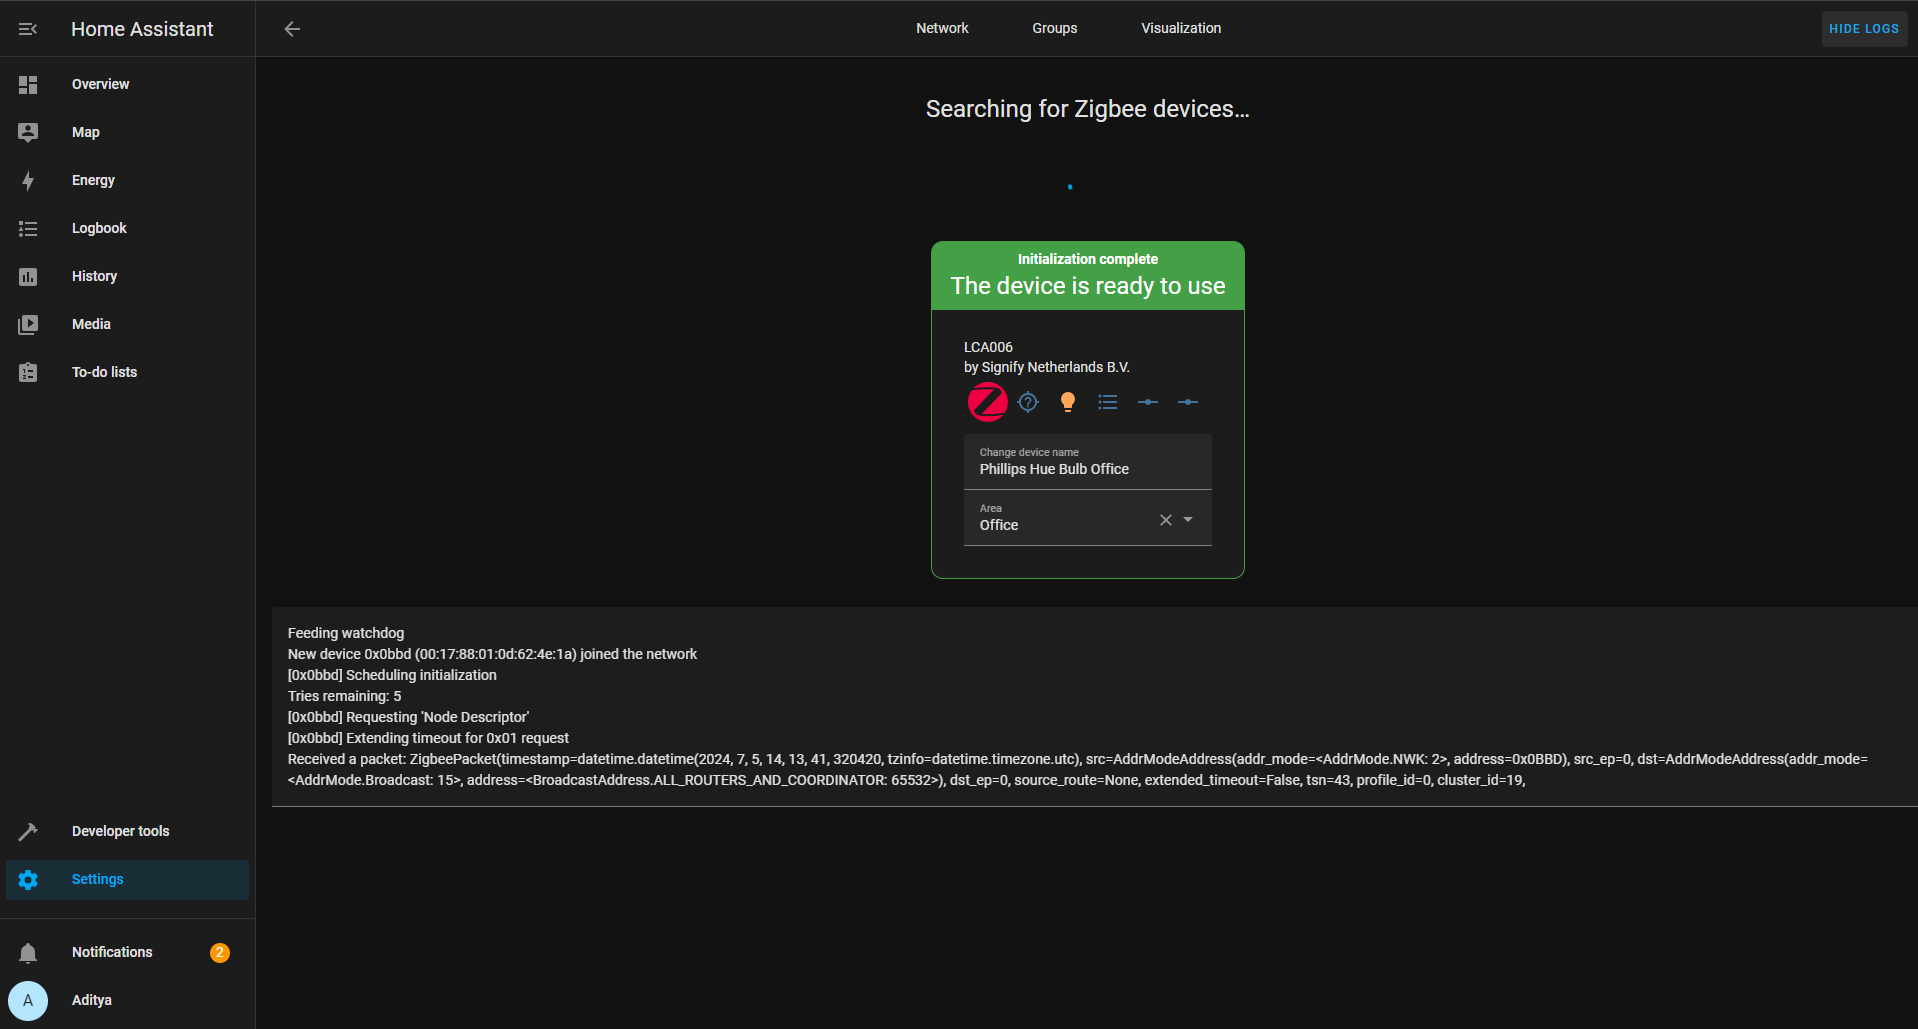 Home Assistant
Network
Groups
Visualization
HIDE LOGS
Overview
Map
Energy
Logbook
History
Media
To-do lists
Developer tools
Settings
Notifications
2
A
Aditya
Searching for Zigbee devices...
Initialization complete
The device is ready to use
LCA006
by Signify Netherlands B.V.
Change device name
Phillips Hue Bulb Office
Area
Office
Feeding watchdog
New device 0x0bbd (00:17:88:01:0d:62:4e:1a) joined the network
[0x0bbd] Scheduling initialization
Tries remaining: 5
[0x0bbd] Requesting 'Node Descriptor'
[0x0bbd] Extending timeout for 0x01 request
Received a packet: ZigbeePacket(timestamp=datetime.datetime(2024, 7, 5, 14, 13, 41, 320420, tzinfo=datetime.timezone.utc), src=AddrModeAddress(addr_mode=<AddrMode.NWK: 2>, address=0x0BBD), src_ep=0, dst=AddrModeAddress(addr_mode=
<AddrMode.Broadcast: 15>, address=<BroadcastAddress.ALL_ROUTERS_AND_COORDINATOR: 65532>), dst_ep=0, source_route=None, extended_timeout=False, tsn=43, profile_id=0, cluster_id=19,